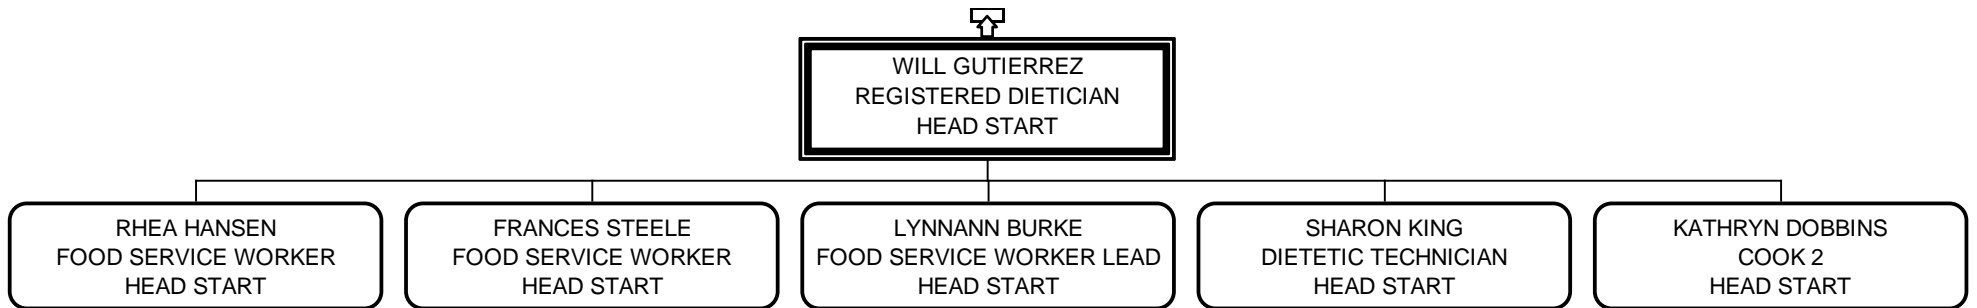 WILL GUTIERREZ
REGISTERED DIETICIAN
HEAD START
RHEA HANSEN
FOOD SERVICE WORKER
HEAD START
FRANCES STEELE
FOOD SERVICE WORKER
HEAD START
LYNNANN BURKE
FOOD SERVICE WORKER LEAD
HEAD START
SHARON KING
DIETETIC TECHNICIAN
HEAD START
KATHRYN DOBBINS
COOK 2
HEAD START